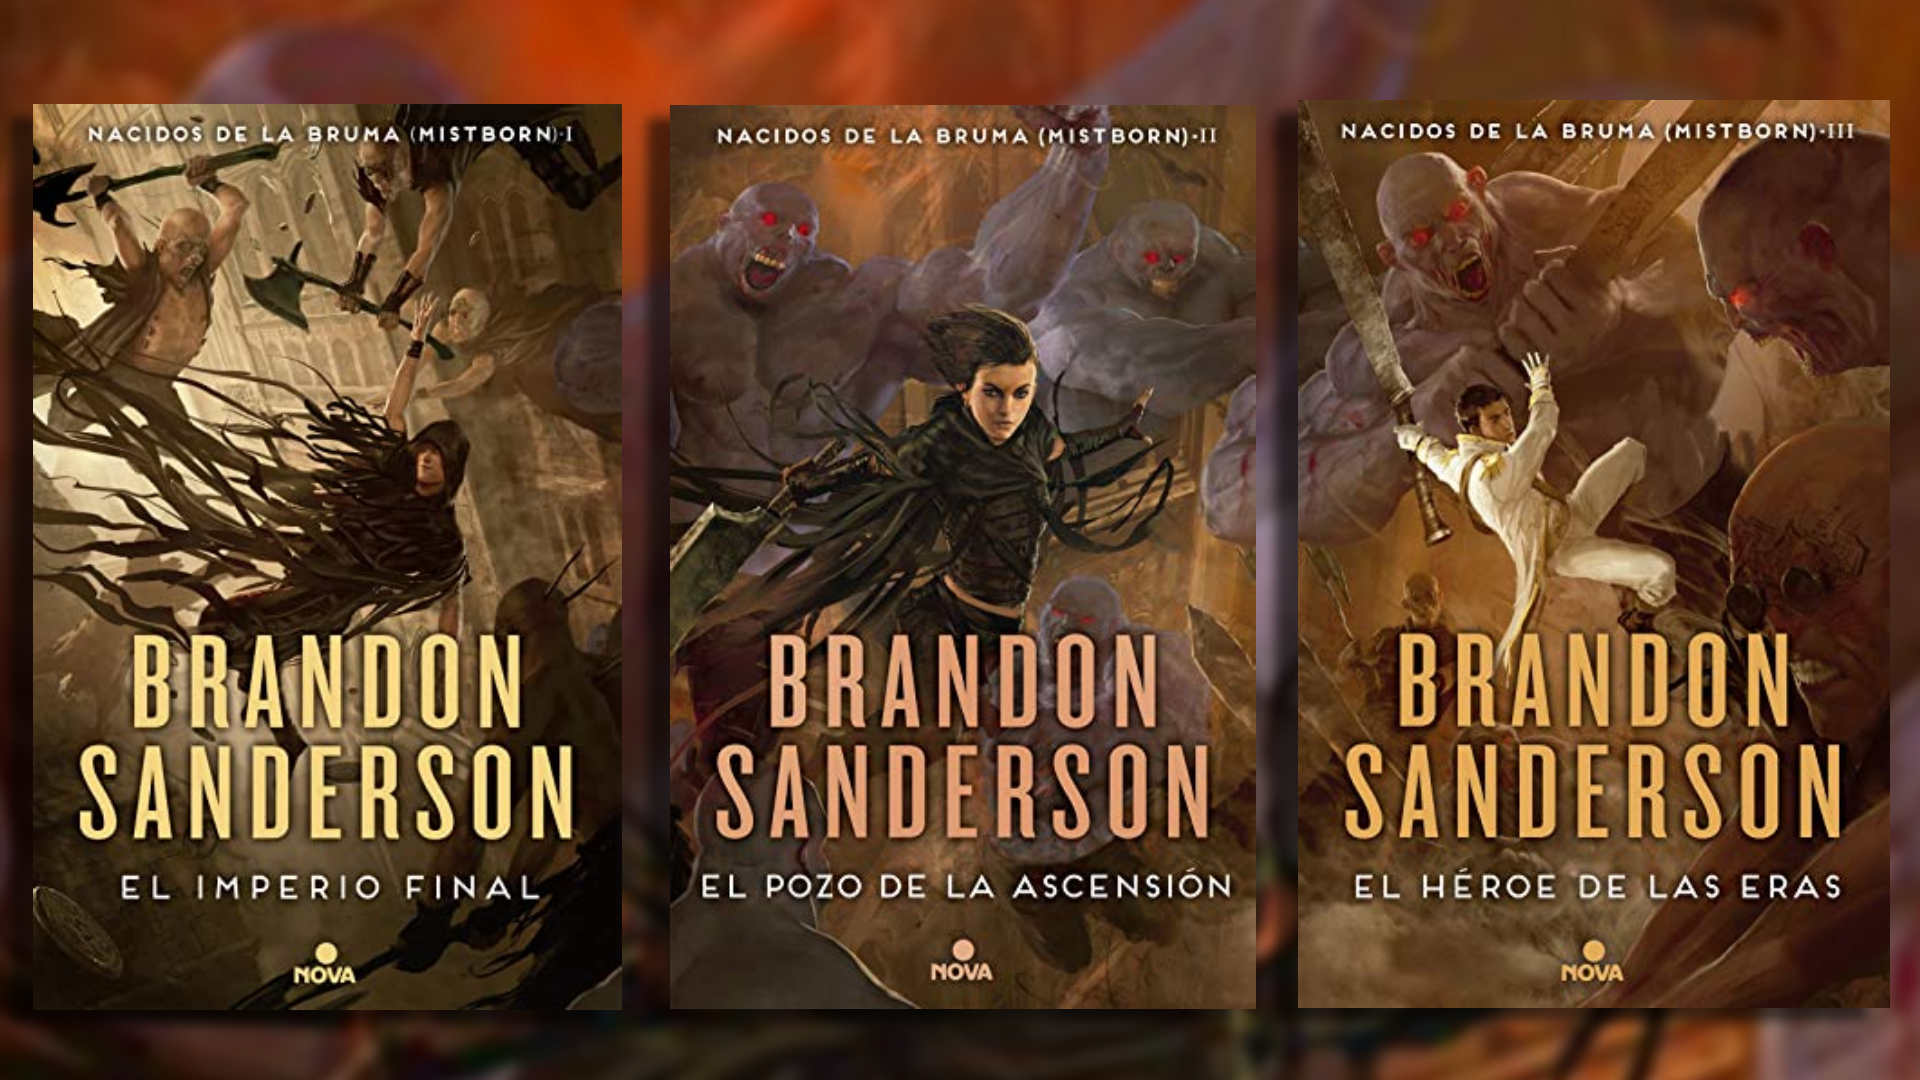 NACIDOS DE LA BRUMA (MISTBORN)-I
BRANDON
SANDERSON
EL IMPERIO FINAL
NOVA
NACIDOS DE LA BRUMA (MISTBORN)-II
BRANDON
SANDERSON
EL POZO DE LA ASCENSIÓN
NOVA
NACIDOS DE LA BRUMA (MISTBORN)-III
BRANDON
SANDERSON
EL HÉROE DE LAS ERAS
NOVA